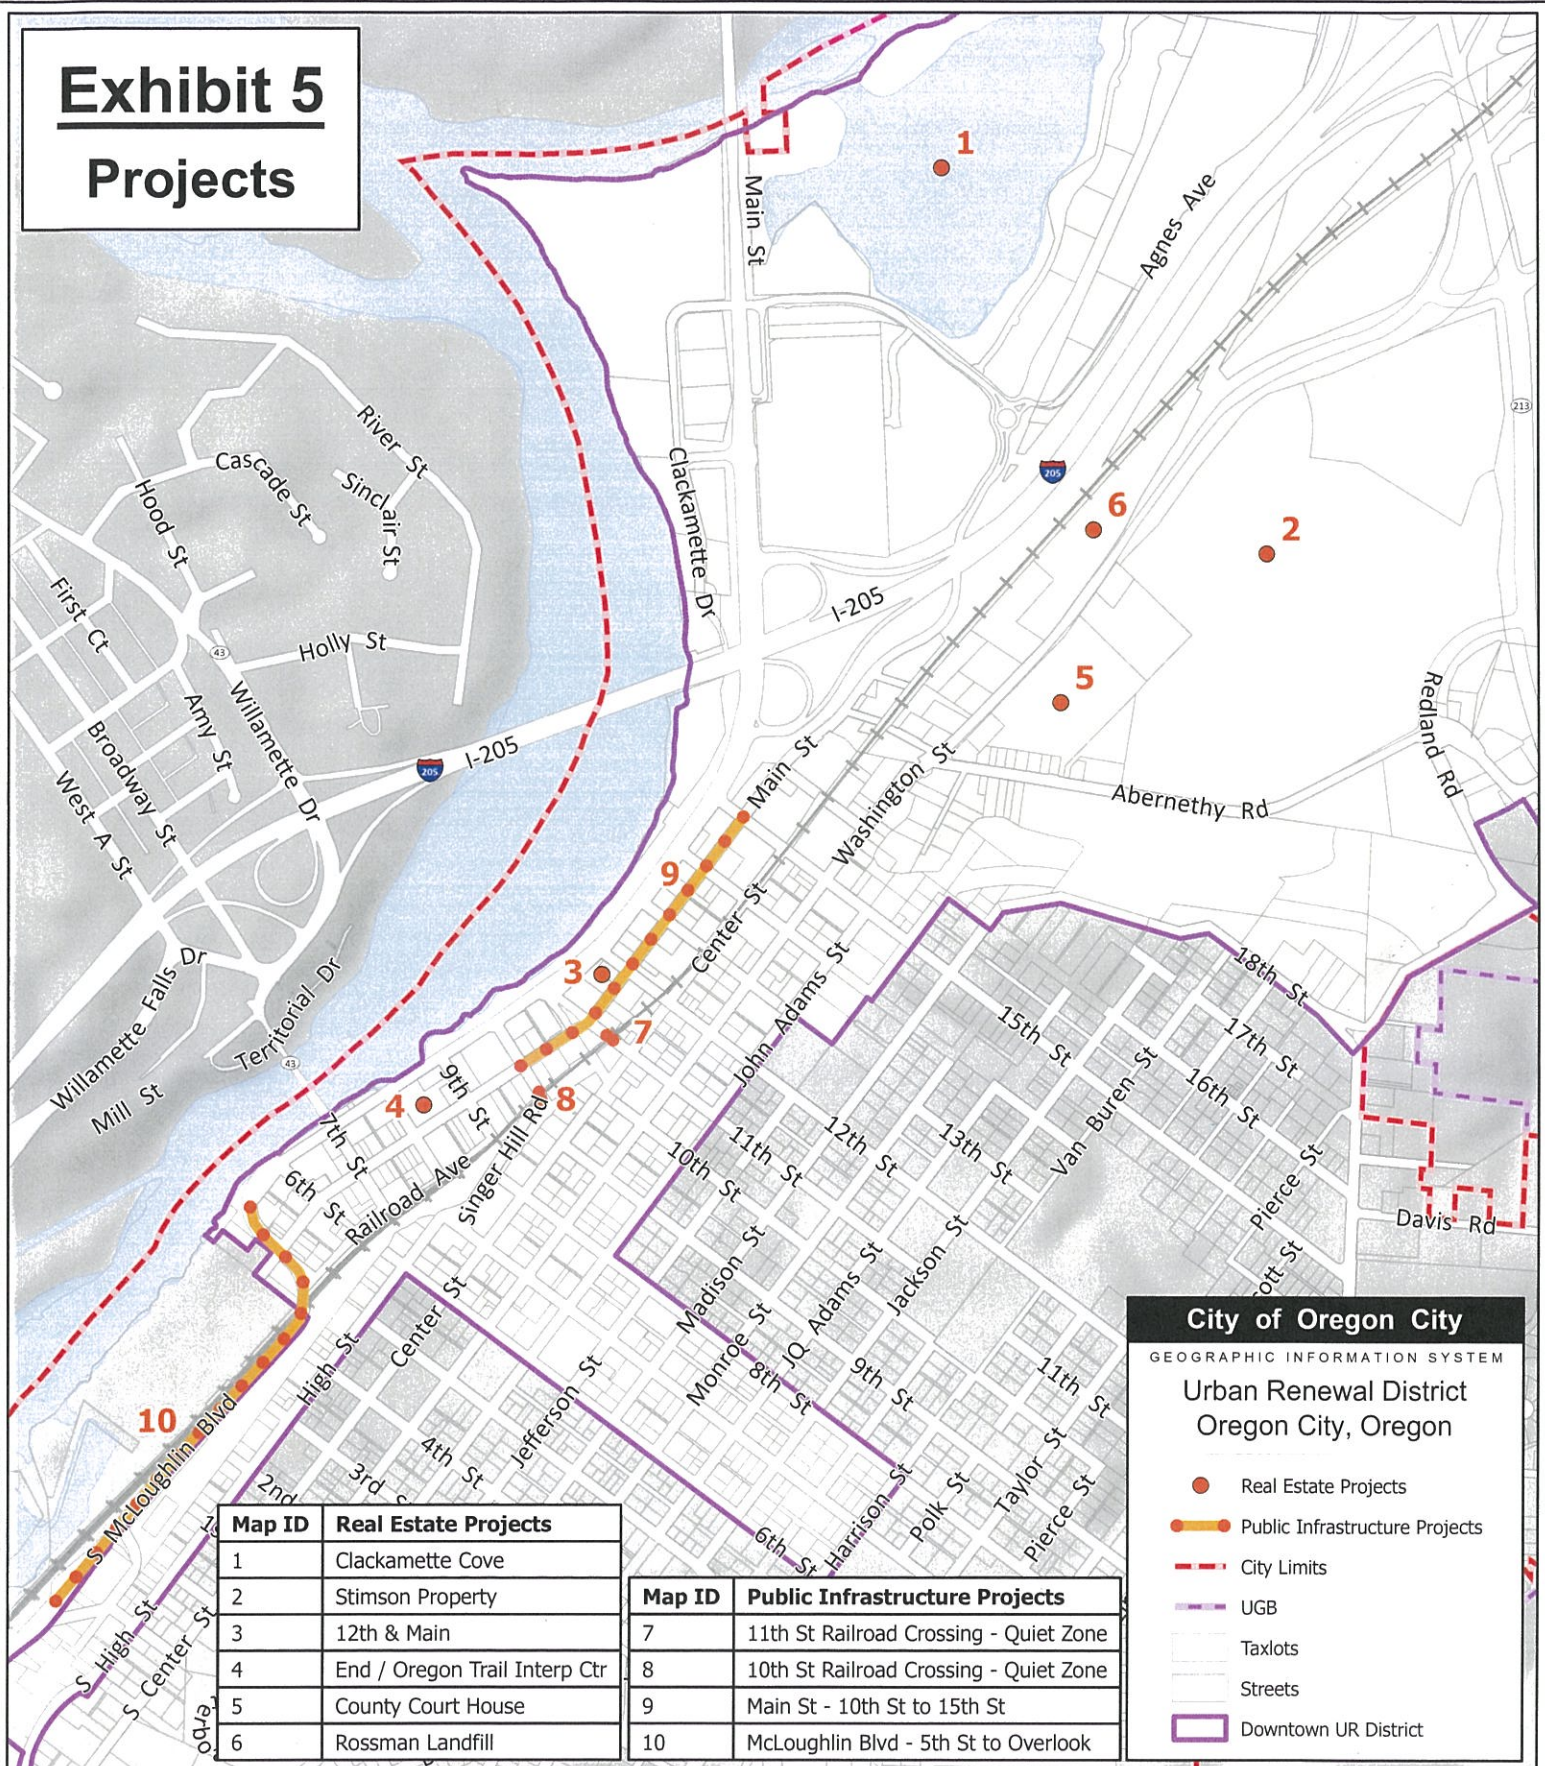 Exhibit 5
Projects
1
Main St
Agnes Ave
213
River St
Cascade St
Sinclair St
Hood St
Clackamette Dr
205
6
2
First Ct
I-205
Holly St
43
5
Redland Rd
Willamette Dr
Amy St
Broadway St
West A St
I-205
205
Main St
Washington St
Abernethy Rd
9
Center St
3
18th St
Willamette Falls Dr
Territorial Dr
43
Mill St
7
John Adams St
15th St
17th St
16th St
Van Buren St
4
9th St
8
7th St
12th St
13th St
11th St
10th St
Pierce St
6th St
Railroad Ave
Singer Hill Rd
Davis Rd
Madison St
Jackson St
JQ Adams St
Monroe St
Center St
High St
8th St
9th St
11th St
Jefferson St
10
S McLoughlin Blvd
4th St
3rd
2nd
Harrison St
Polk St
Taylor St
Pierce St
6th St
S High St
S Center St
Map ID Real Estate Projects
1 Clackamette Cove
2 Stimson Property
3 12th & Main
4 End / Oregon Trail Interp Ctr
5 County Court House
6 Rossman Landfill
Map ID Public Infrastructure Projects
7 11th St Railroad Crossing - Quiet Zone
8 10th St Railroad Crossing - Quiet Zone
9 Main St - 10th St to 15th St
10 McLoughlin Blvd - 5th St to Overlook
City of Oregon City
GEOGRAPHIC INFORMATION SYSTEM
Urban Renewal District
Oregon City, Oregon
Real Estate Projects
Public Infrastructure Projects
City Limits
UGB
Taxlots
Streets
Downtown UR District